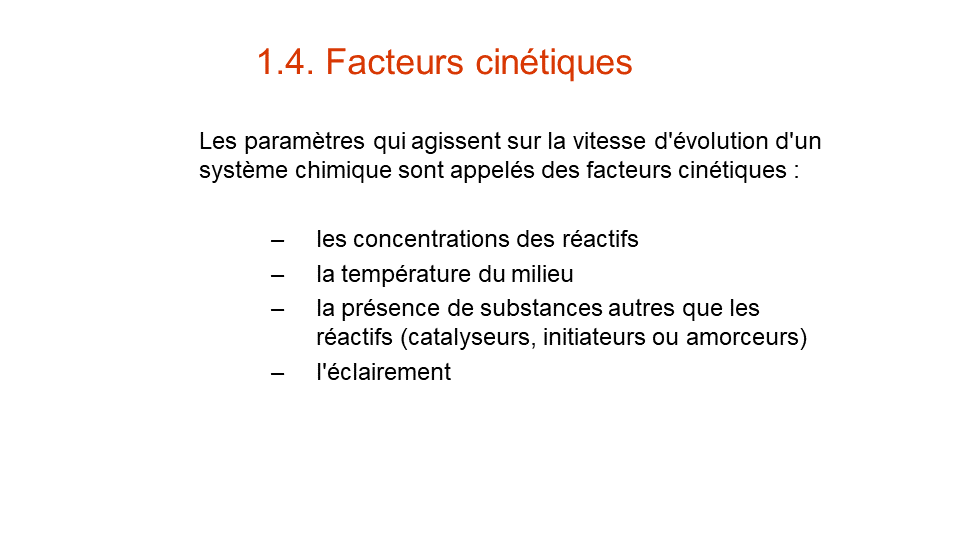 1.4. Facteurs cinétiques
Les paramètres qui agissent sur la vitesse d'évolution d'un
système chimique sont appelés des facteurs cinétiques :
– les concentrations des réactifs
– la température du milieu
– la présence de substances autres que les
réactifs (catalyseurs, initiateurs ou amorceurs)
– l'éclairement